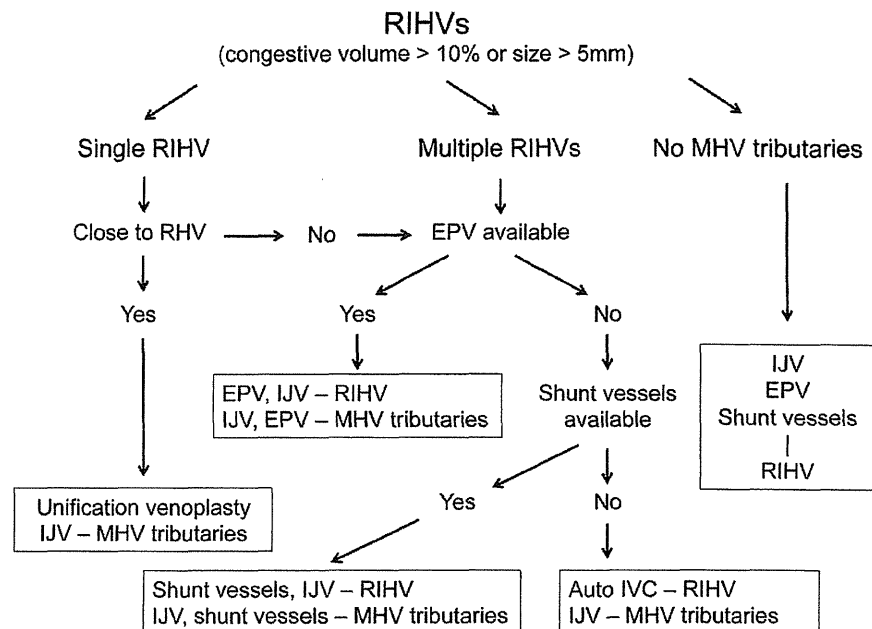 RIHVs
(congestive volume > 10% or size > 5mm)
Single RIHV
Multiple RIHVs
No MHV tributaries
Close to RHV
No
EPV available
Yes
Yes
No
EPV, IJV – RIHV
IJV, EPV – MHV tributaries
Shunt vessels
available
IJV
EPV
Shunt vessels
|
RIHV
Unification venoplasty
IJV – MHV tributaries
Yes
No
Shunt vessels, IJV – RIHV
IJV, shunt vessels – MHV tributaries
Auto IVC – RIHV
IJV – MHV tributaries